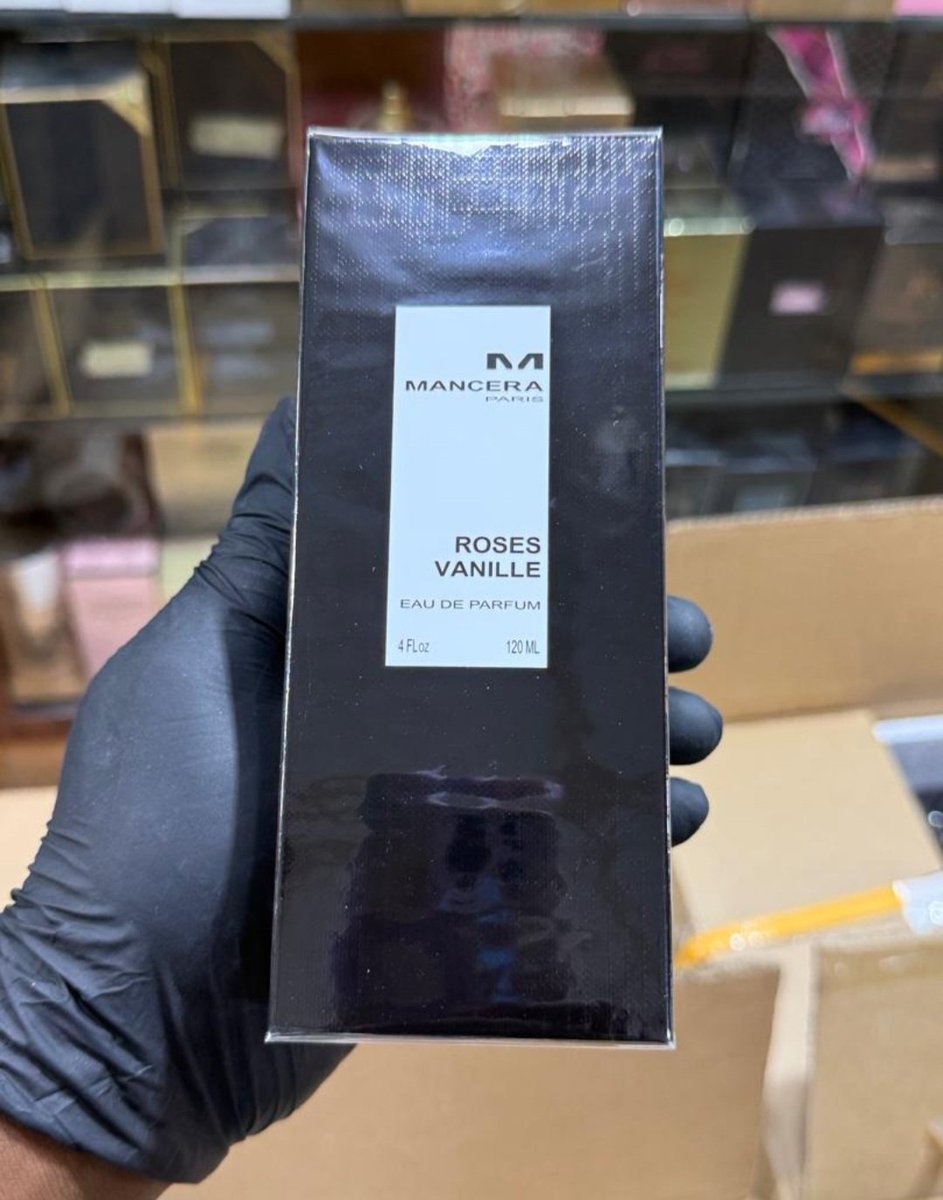 M
MANCERA
PARIS
ROSES
VANILLE
EAU DE PARFUM
4 FLoz 120 ML